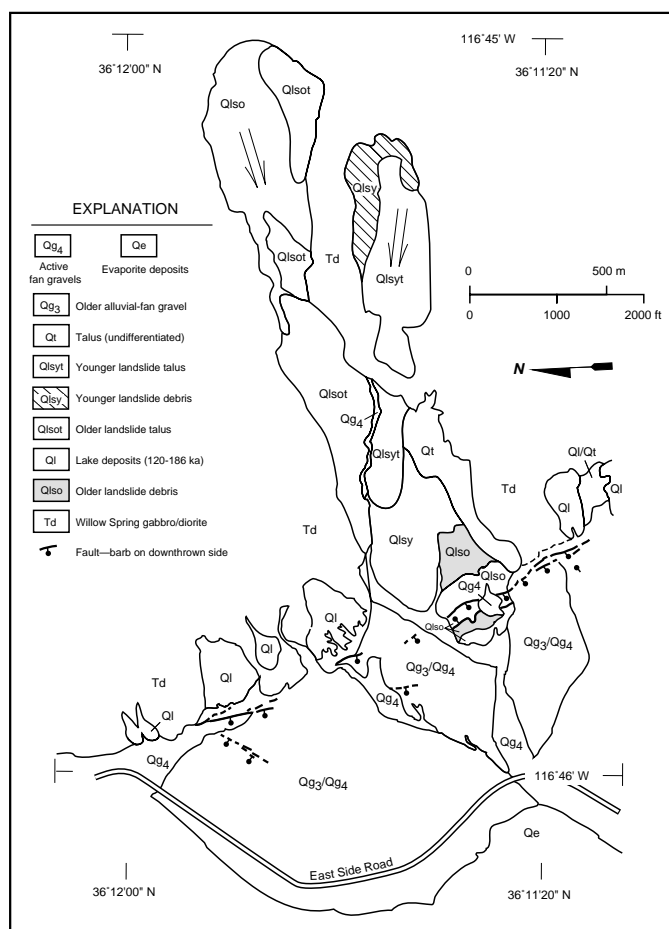 116˚45' W
36˚12'00" N
36˚11'20" N
Qlsot
Qlso
Qlsy
EXPLANATION
Qg4
Qe
Active
fan gravels
Evaporite deposits
Qlsot
Td
Qlsyt
0 500 m
0 1000 2000 ft
Qg3 Older alluvial-fan gravel
Qt Talus (undifferentiated)
Qlsyt Younger landslide talus
Qlsy Younger landslide debris
Qlsot Older landslide talus
Ql Lake deposits (120-186 ka)
Qlso Older landslide debris
Td Willow Spring gabbro/diorite
Fault—barb on downthrown side
N
Qlsot
Qg4
Qlsyt
Qt
Ql/Qt
Ql
Ql
Td
Td
Qlsy
Qlso
Qlso
Qg4
Qlso
Ql
Ql
Ql
Qg3/Qg4
Qg3/Qg4
Td
Ql
Qg4
Qg4
Qg4
Qg3/Qg4
116˚46' W
Qe
East Side Road
36˚12'00" N
36˚11'20" N